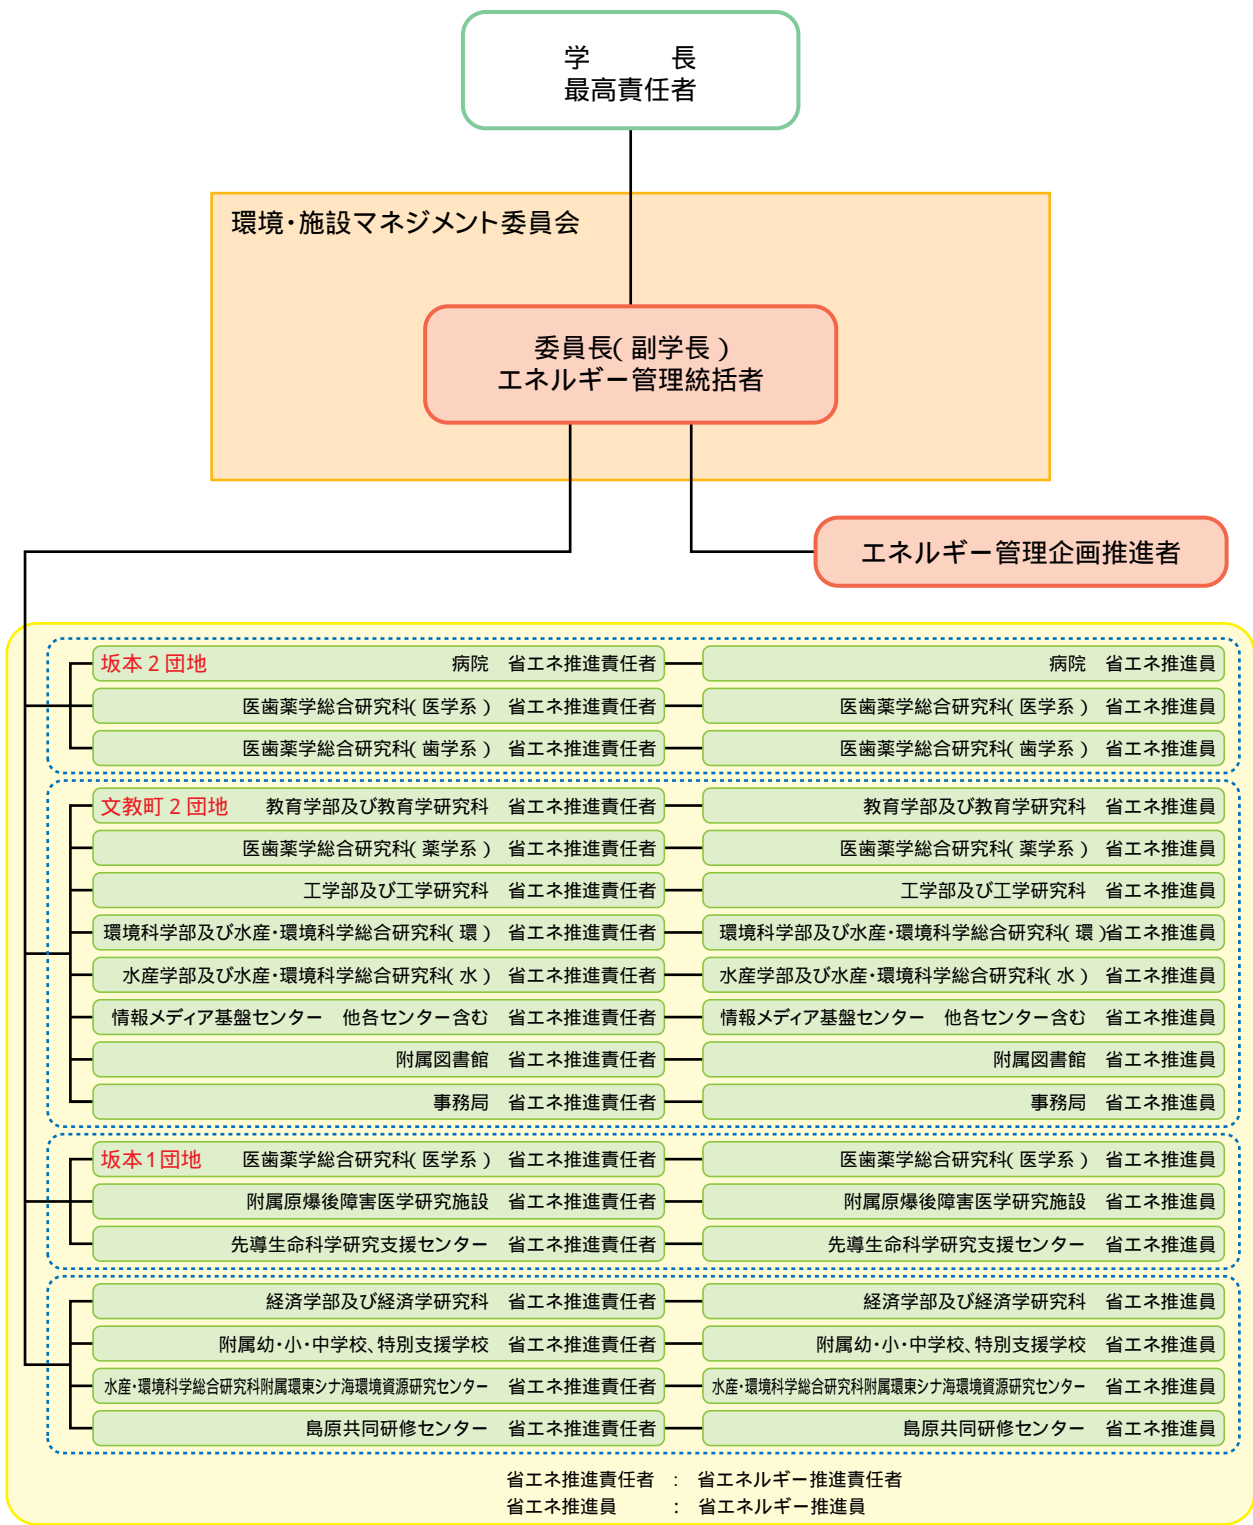 学　　長
最高責任者
環境・施設マネジメント委員会
委員長(副学長)
エネルギー管理統括者
エネルギー管理企画推進者
坂本2団地　病院　省エネ推進責任者　病院　省エネ推進員
医歯薬学総合研究科(医学系)　省エネ推進責任者　医歯薬学総合研究科(医学系)　省エネ推進員
医歯薬学総合研究科(歯学系)　省エネ推進責任者　医歯薬学総合研究科(歯学系)　省エネ推進員
文教町2団地　教育学部及び教育学研究科　省エネ推進責任者　教育学部及び教育学研究科　省エネ推進員
医歯薬学総合研究科(薬学系)　省エネ推進責任者　医歯薬学総合研究科(薬学系)　省エネ推進員
工学部及び工学研究科　省エネ推進責任者　工学部及び工学研究科　省エネ推進員
環境科学部及び水産・環境科学総合研究科(環)　省エネ推進責任者　環境科学部及び水産・環境科学総合研究科(環)省エネ推進員
水産学部及び水産・環境科学総合研究科(水)　省エネ推進責任者　水産学部及び水産・環境科学総合研究科(水)　省エネ推進員
情報メディア基盤センター　他各センター含む　省エネ推進責任者　情報メディア基盤センター　他各センター含む　省エネ推進員
附属図書館　省エネ推進責任者　附属図書館　省エネ推進員
事務局　省エネ推進責任者　事務局　省エネ推進員
坂本1団地　医歯薬学総合研究科(医学系)　省エネ推進責任者　医歯薬学総合研究科(医学系)　省エネ推進員
附属原爆後障害医学研究施設　省エネ推進責任者　附属原爆後障害医学研究施設　省エネ推進員
先導生命科学研究支援センター　省エネ推進責任者　先導生命科学研究支援センター　省エネ推進員
経済学部及び経済学研究科　省エネ推進責任者　経済学部及び経済学研究科　省エネ推進員
附属幼・小・中学校、特別支援学校　省エネ推進責任者　附属幼・小・中学校、特別支援学校　省エネ推進員
水産・環境科学総合研究科附属環東シナ海環境資源研究センター　省エネ推進責任者　水産・環境科学総合研究科附属環東シナ海環境資源研究センター　省エネ推進員
島原共同研修センター　省エネ推進責任者　島原共同研修センター　省エネ推進員
省エネ推進責任者　:　省エネルギー推進責任者
省エネ推進員　:　省エネルギー推進員